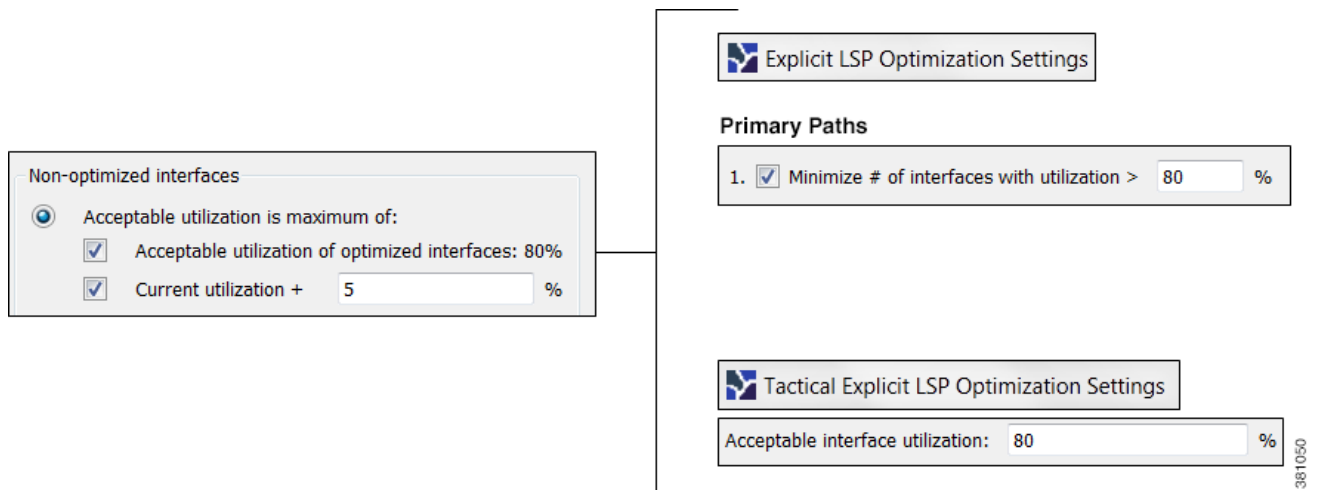 Non-optimized interfaces
Acceptable utilization is maximum of:
Acceptable utilization of optimized interfaces: 80%
Current utilization + 5 %
Explicit LSP Optimization Settings
Primary Paths
1. Minimize # of interfaces with utilization > 80 %
Tactical Explicit LSP Optimization Settings
Acceptable interface utilization: 80 %
381050